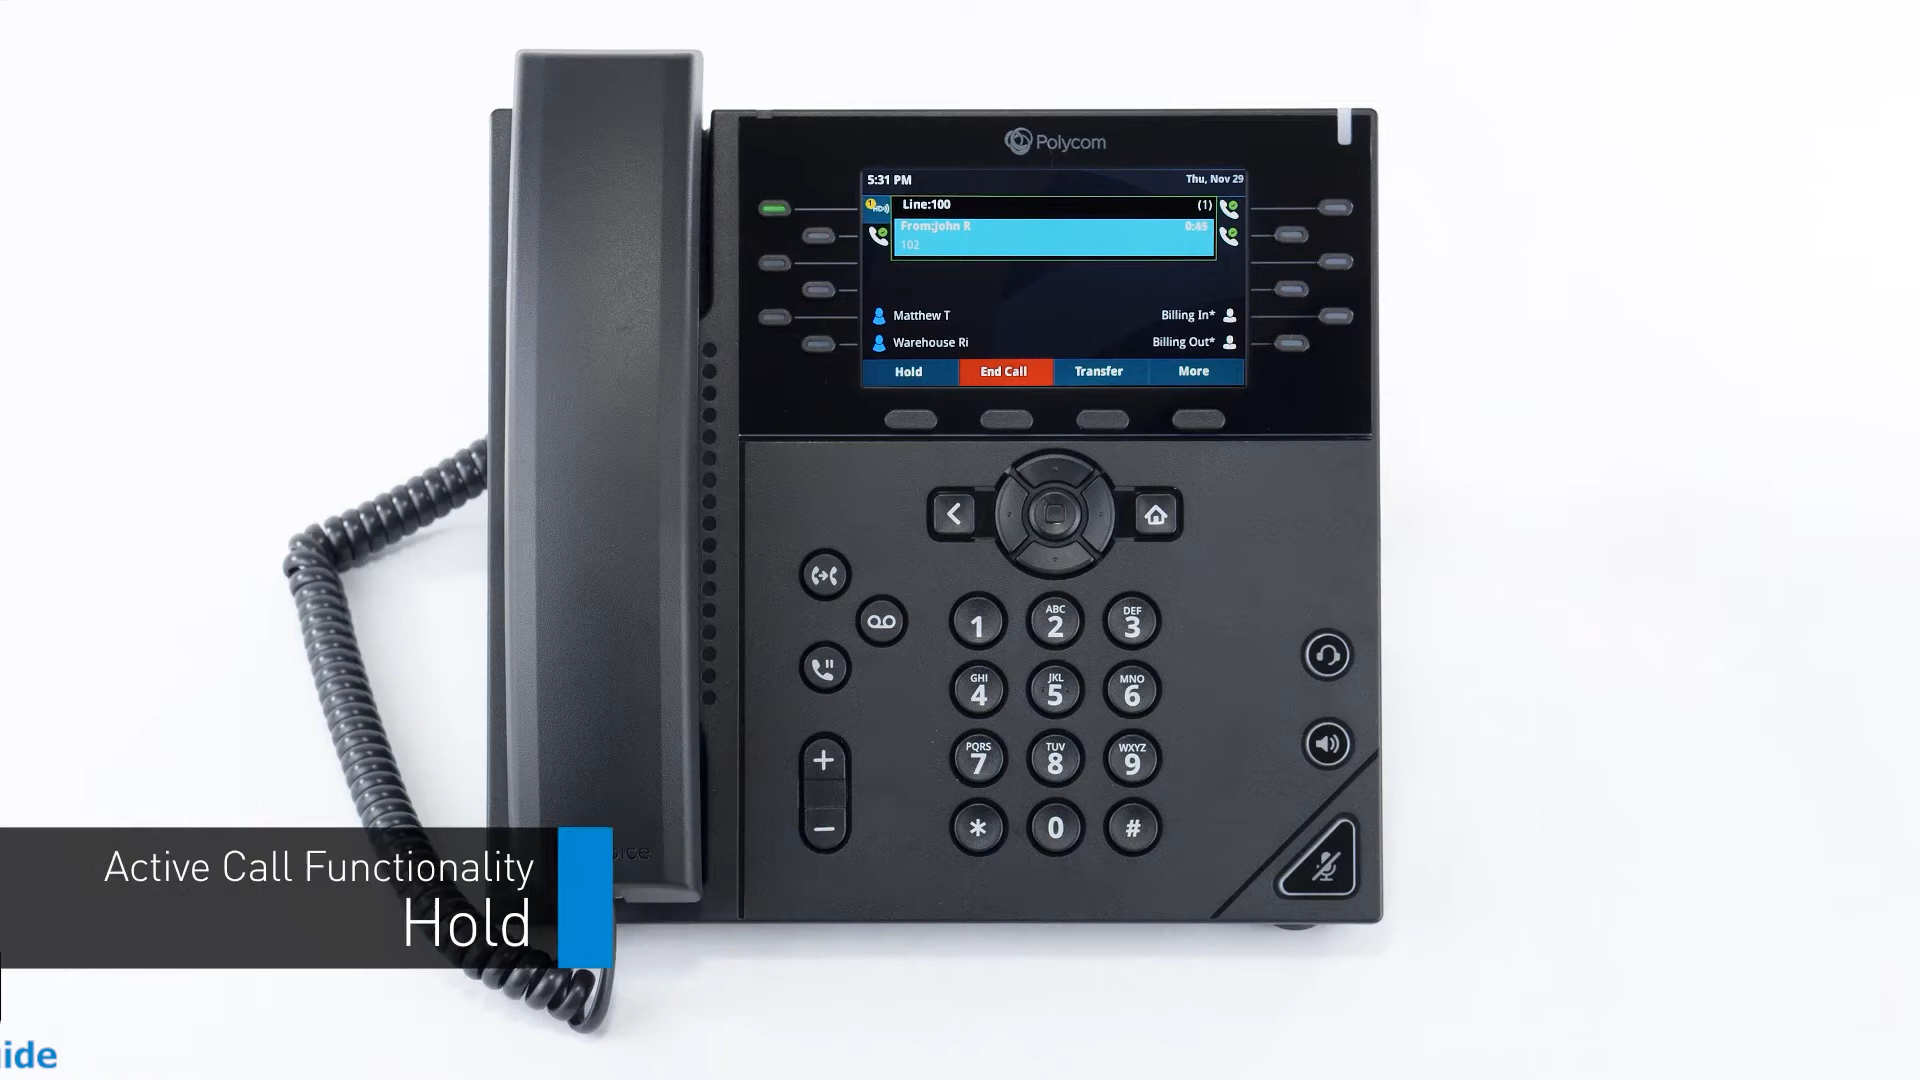 Polycom
5:31 PM
Thu, Nov 29
HD
Line:100
(1)
From:John R
0:45
102
Matthew T
Billing In*
Warehouse Ri
Billing Out*
Hold
End Call
Transfer
More
1
ABC
2
DEF
3
GHI
4
JKL
5
MNO
6
PQRS
7
TUV
8
WXYZ
9
*
0
#
+
−
Active Call Functionality
Hold